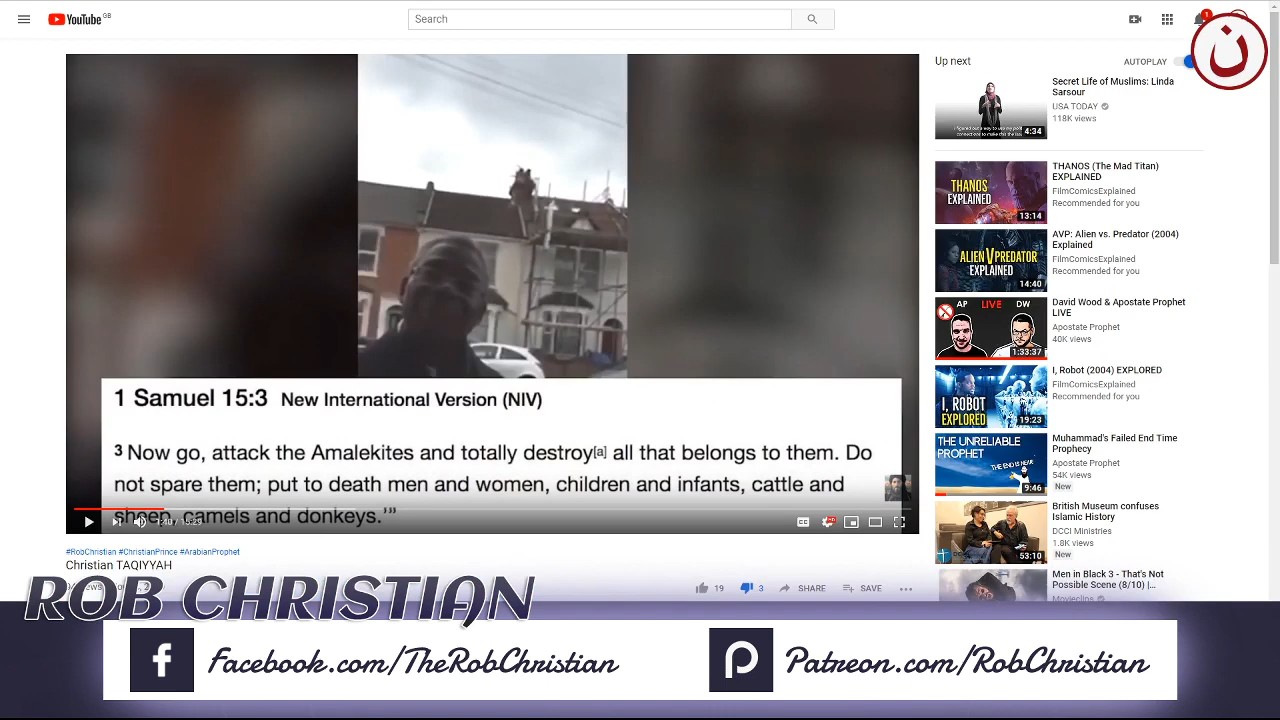 YouTube GB
Search
1
ن
Up next
AUTOPLAY
1 Samuel 15:3 New International Version (NIV)
3 Now go, attack the Amalekites and totally destroy[a] all that belongs to them. Do
not spare them; put to death men and women, children and infants, cattle and
sheep, camels and donkeys.’”
#RobChristian #ChristianPrince #ArabianProphet
Christian TAQIYYAH
19
3
SHARE
SAVE
Secret Life of Muslims: Linda
Sarsour
USA TODAY
118K views
4:34
THANOS
EXPLAINED
13:14
THANOS (The Mad Titan)
EXPLAINED
FilmComicsExplained
Recommended for you
ALIEN V PREDATOR
EXPLAINED
14:40
AVP: Alien vs. Predator (2004)
Explained
FilmComicsExplained
Recommended for you
AP LIVE DW
1:33:37
David Wood & Apostate Prophet
LIVE
Apostate Prophet
40K views
I, ROBOT
EXPLORED
19:23
I, Robot (2004) EXPLORED
FilmComicsExplained
Recommended for you
THE UNRELIABLE
PROPHET
THE END IS NEAR
9:46
Muhammad's Failed End Time
Prophecy
Apostate Prophet
54K views
New
53:10
British Museum confuses
Islamic History
DCCI Ministries
1.8K views
New
Men in Black 3 - That's Not
Possible Scene (8/10) |...
Movieclips
ROB CHRISTIAN
Facebook.com/TheRobChristian
Patreon.com/RobChristian